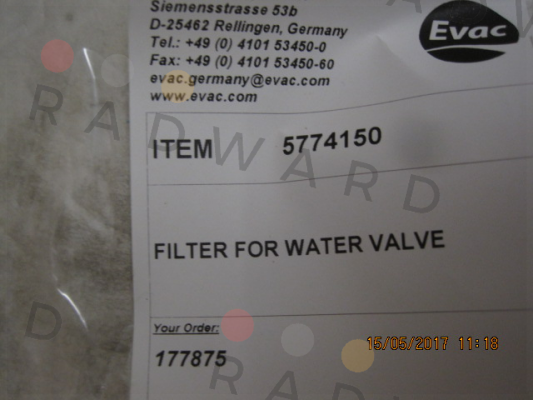 Siemensstrasse 53b
D-25462 Rellingen, Germany
Tel.: +49 (0) 4101 53450-0
Fax: +49 (0) 4101 53450-60
evac.germany@evac.com
www.evac.com
Evac
ITEM 5774150
RADWARD
FILTER FOR WATER VALVE
Your Order:
177875
15/05/2017 11:18
RADWARD